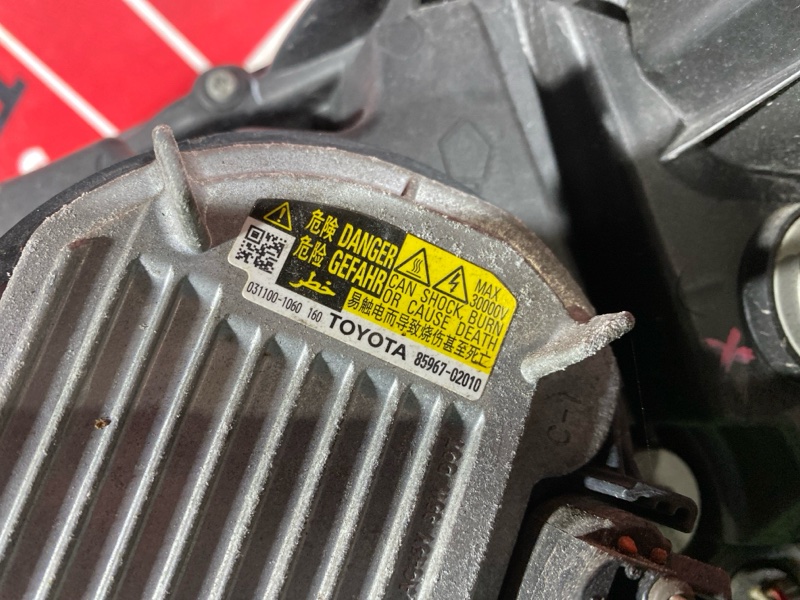 危険 DANGER
危险 GEFAHR
خطر
MAX
30000V
CAN SHOCK, BURN
OR CAUSE DEATH
易触电而导致烧伤甚至死亡
031100-1060 160 TOYOTA 85967-02010
C-7